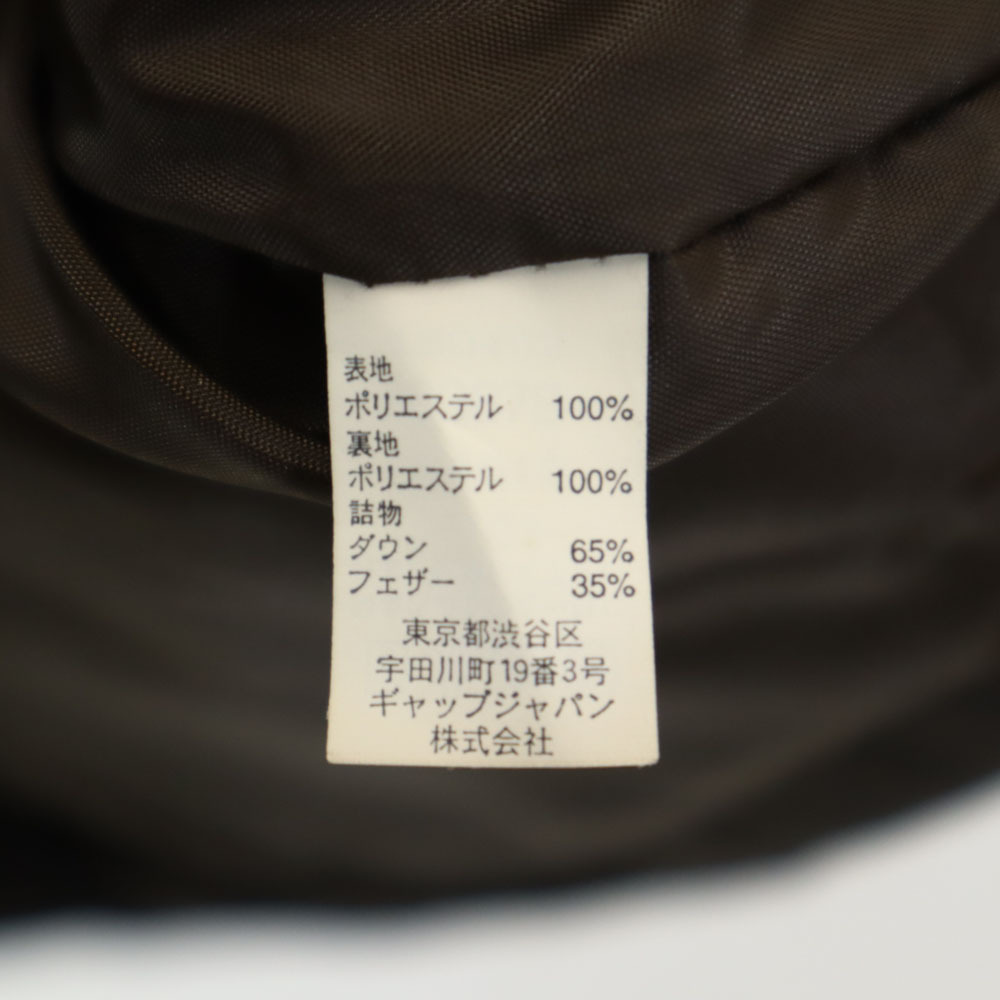 表地
ポリエステル 100%
裏地
ポリエステル 100%
詰物
ダウン 65%
フェザー 35%
東京都渋谷区
宇田川町19番3号
ギャップジャパン
株式会社